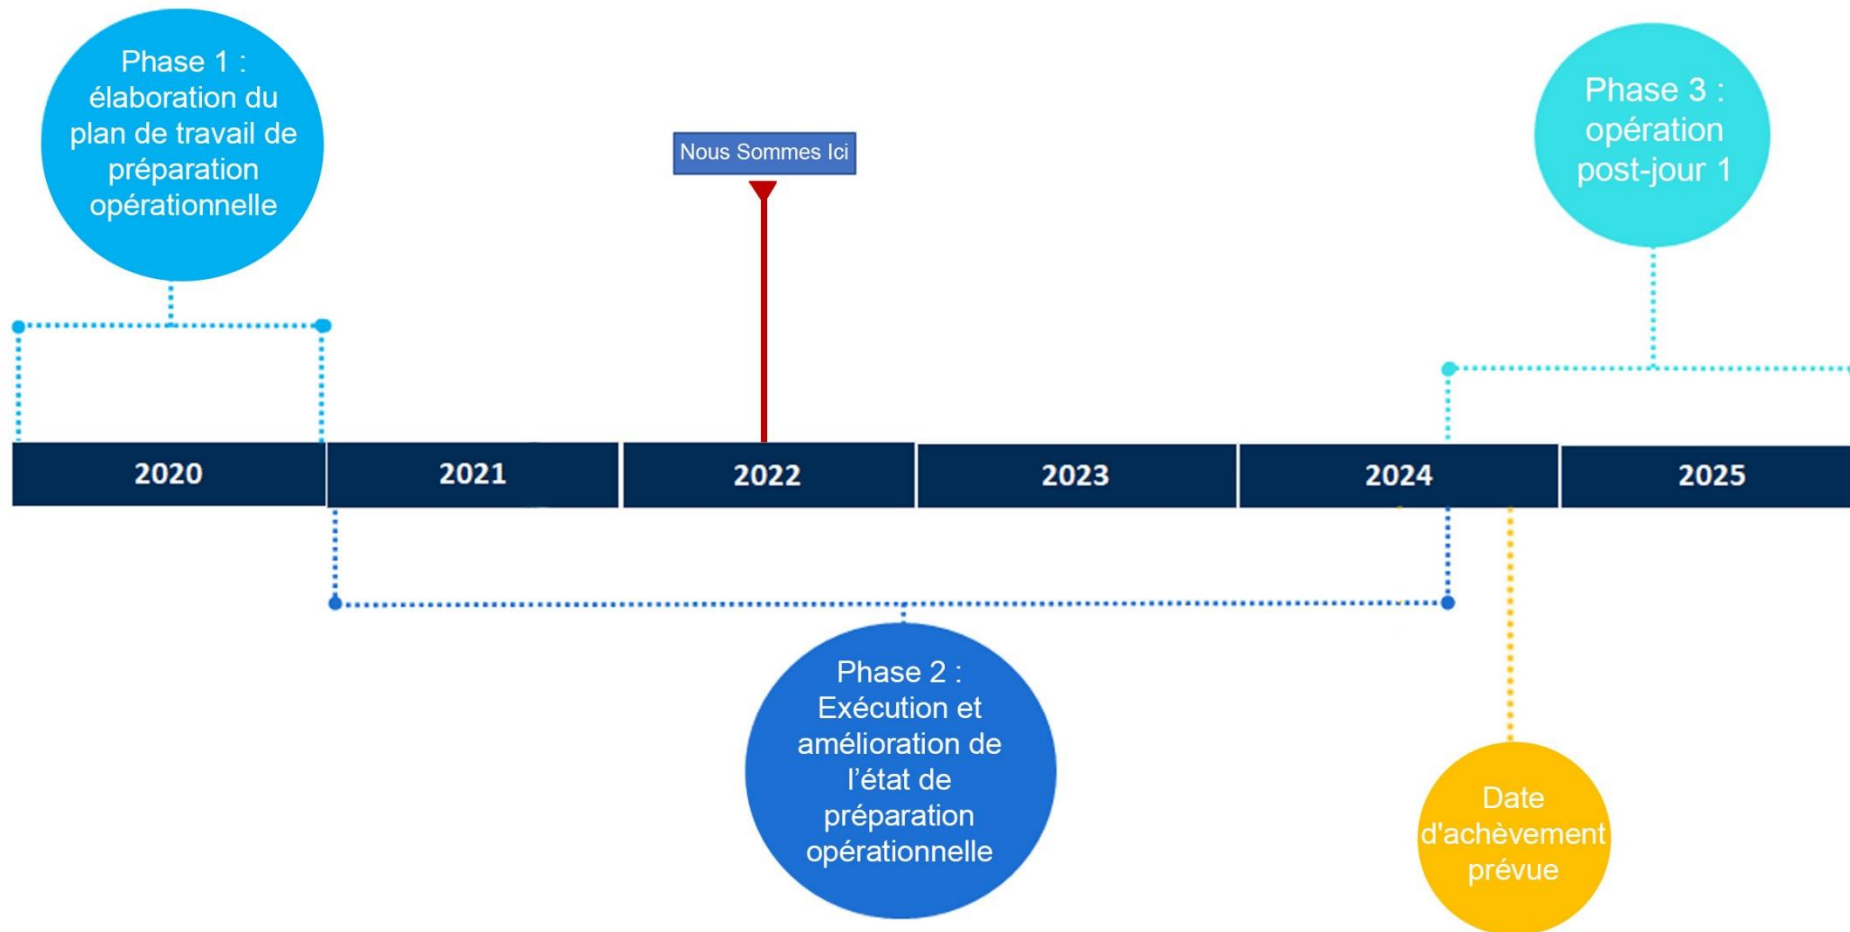 Phase 1 :
élaboration du
plan de travail de
préparation
opérationnelle
Nous Sommes Ici
Phase 3 :
opération
post-jour 1
2020
2021
2022
2023
2024
2025
Phase 2 :
Exécution et
amélioration de
l’état de
préparation
opérationnelle
Date
d'achèvement
prévue